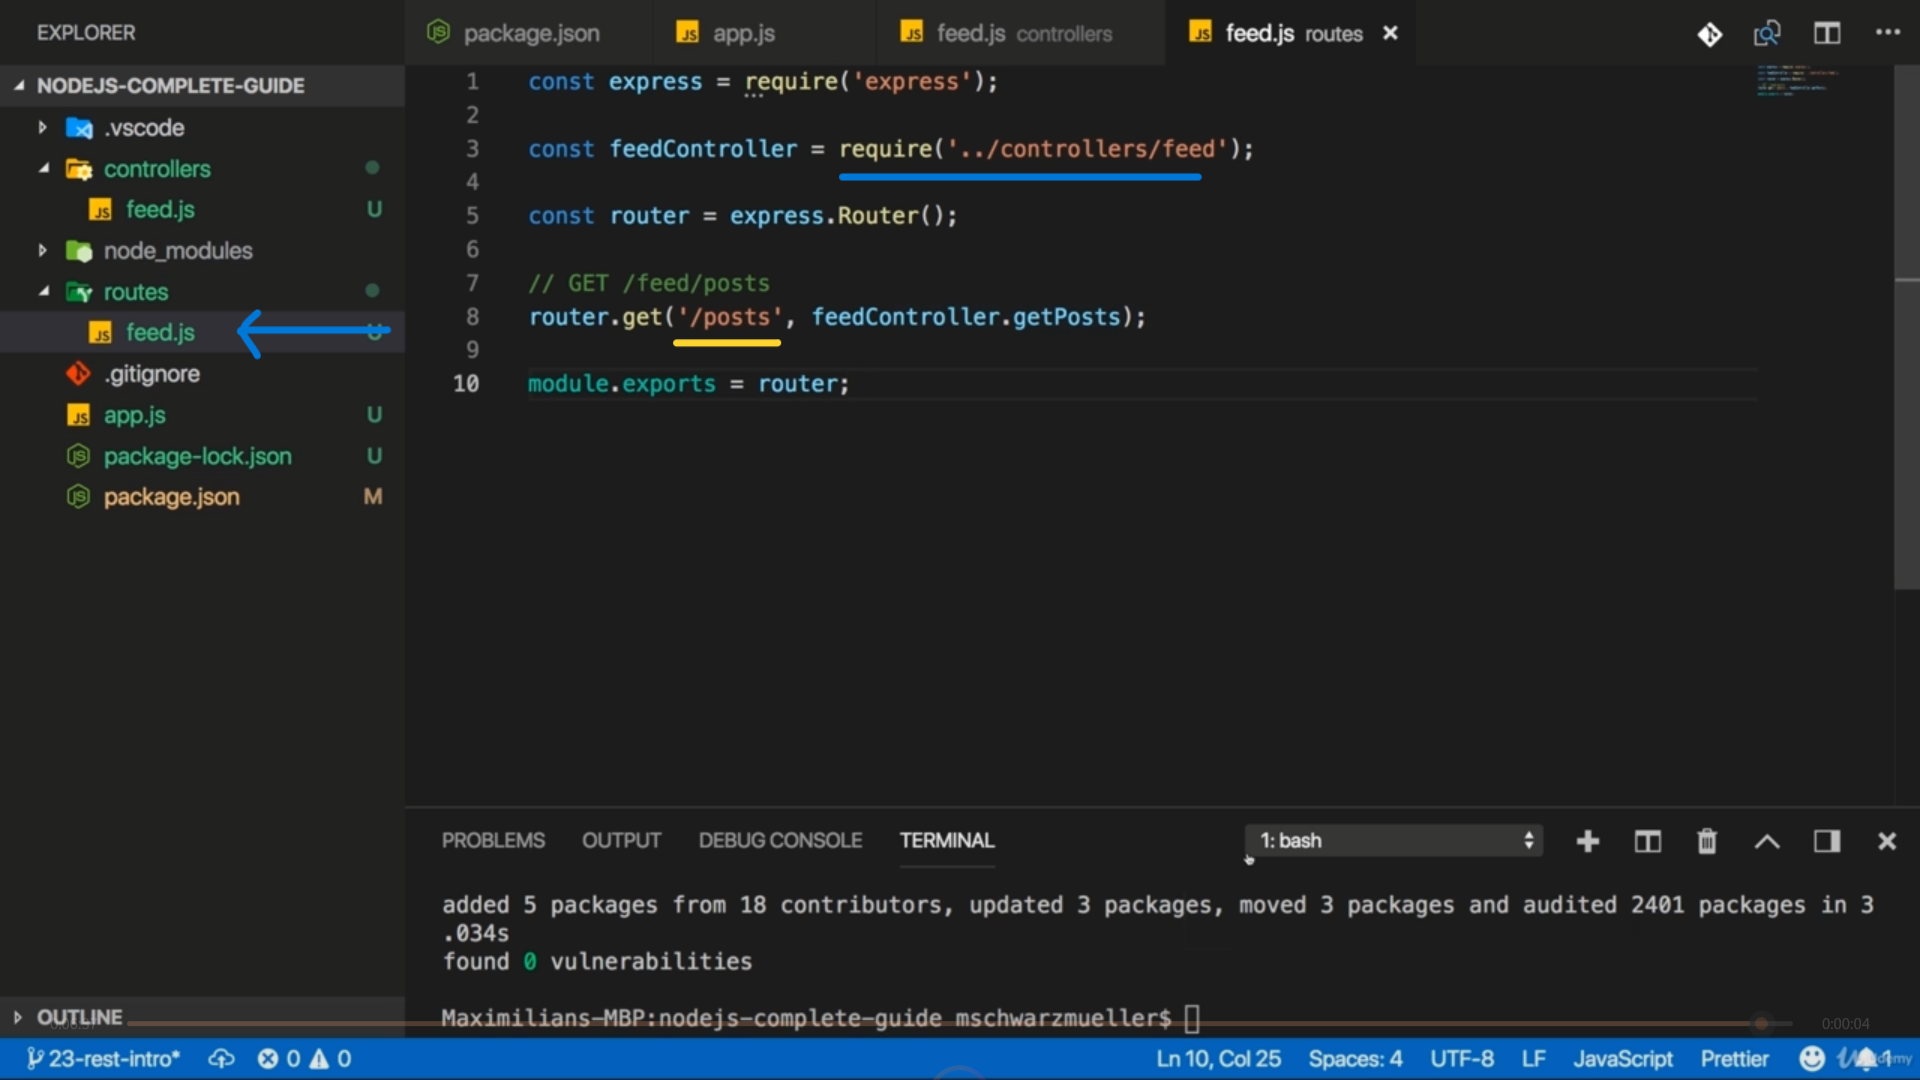 EXPLORER
NODEJS-COMPLETE-GUIDE
.vscode
controllers
feed.js U
node_modules
routes
feed.js U
.gitignore
app.js U
package-lock.json U
package.json M
OUTLINE
package.json
app.js
feed.js controllers
feed.js routes
1 const express = require('express');
2
3 const feedController = require('../controllers/feed');
4
5 const router = express.Router();
6
7 // GET /feed/posts
8 router.get('/posts', feedController.getPosts);
9
10 module.exports = router;
PROBLEMS OUTPUT DEBUG CONSOLE TERMINAL 1: bash
added 5 packages from 18 contributors, updated 3 packages, moved 3 packages and audited 2401 packages in 3
.034s
found 0 vulnerabilities
Maximilians-MBP:nodejs-complete-guide mschwarzmueller$
0:00:04
23-rest-intro* 0 0 Ln 10, Col 25 Spaces: 4 UTF-8 LF JavaScript Prettier 1